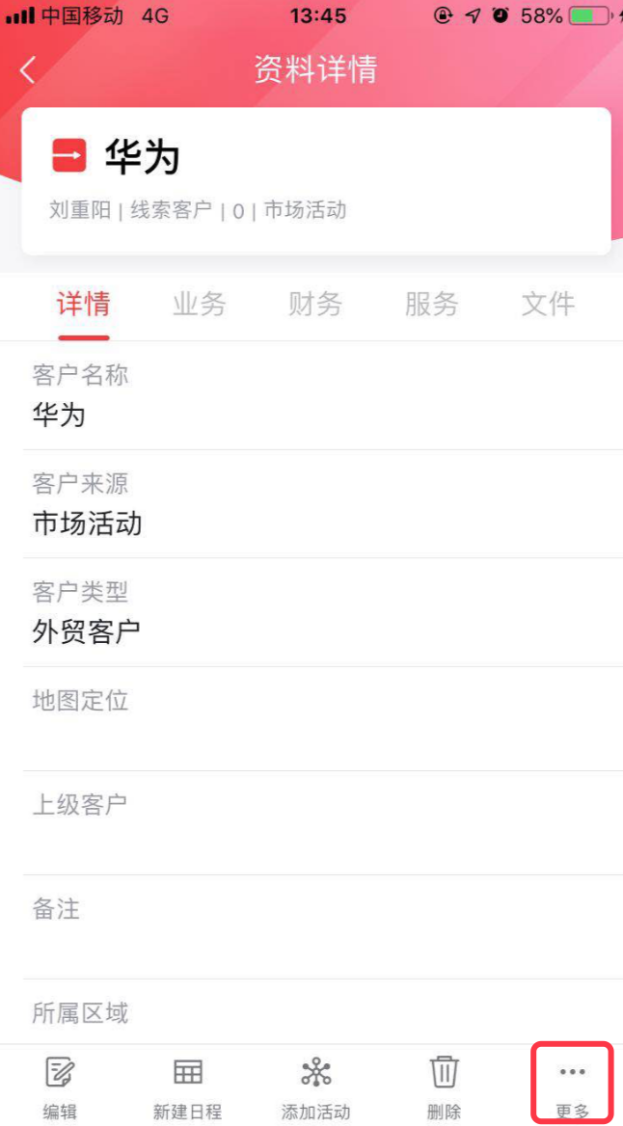 中国移动 4G 13:45 58%
资料详情
华为
刘重阳 | 线索客户 | 0 | 市场活动
详情 业务 财务 服务 文件
客户名称
华为
客户来源
市场活动
客户类型
外贸客户
地图定位
上级客户
备注
所属区域
编辑 新建日程 添加活动 删除 更多